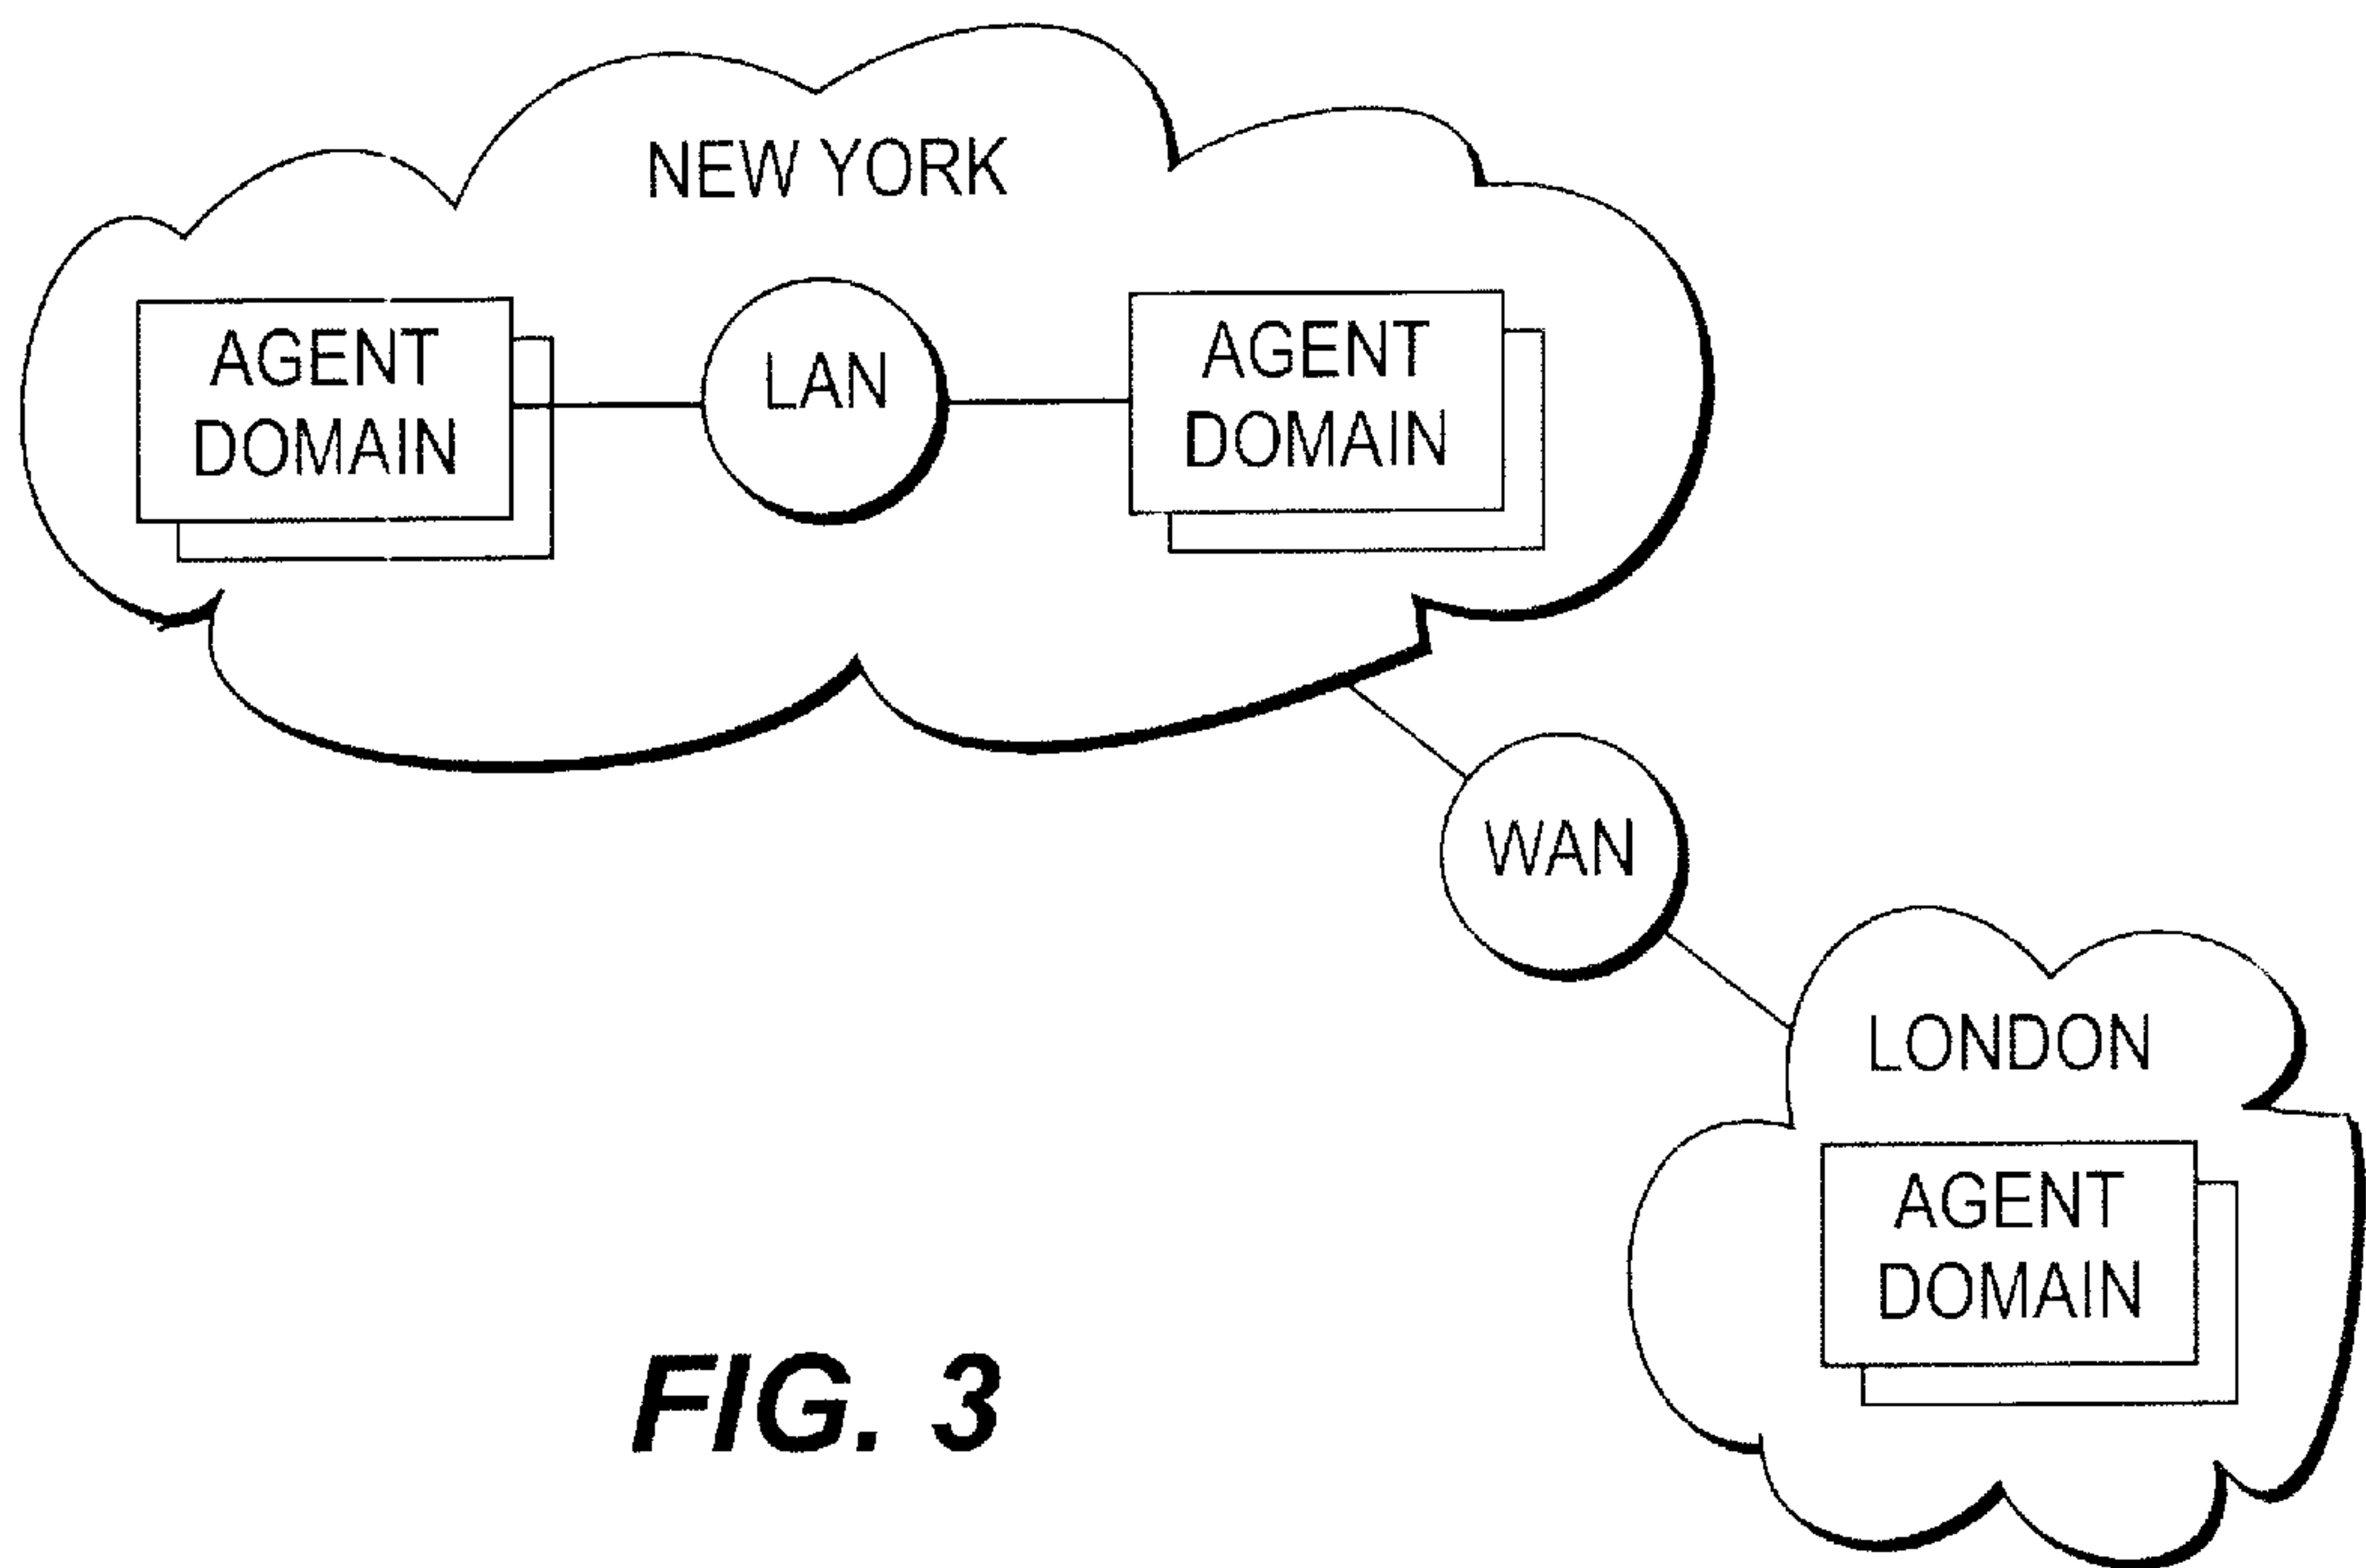 NEW YORK
AGENT
DOMAIN
LAN
AGENT
DOMAIN
WAN
LONDON
AGENT
DOMAIN
FIG. 3